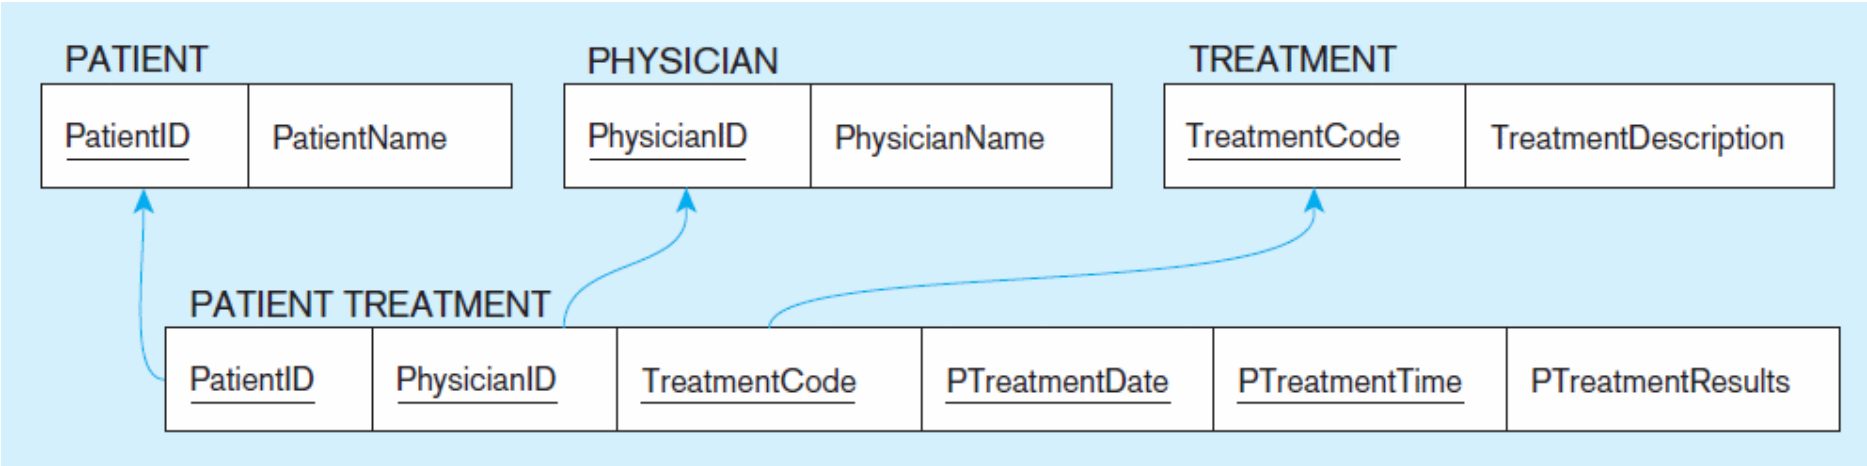 PATIENT PHYSICIAN TREATMENT
PatientID PatientName PhysicianID PhysicianName TreatmentCode TreatmentDescription
PATIENT TREATMENT
PatientID PhysicianID TreatmentCode PTreatmentDate PTreatmentTime PTreatmentResults